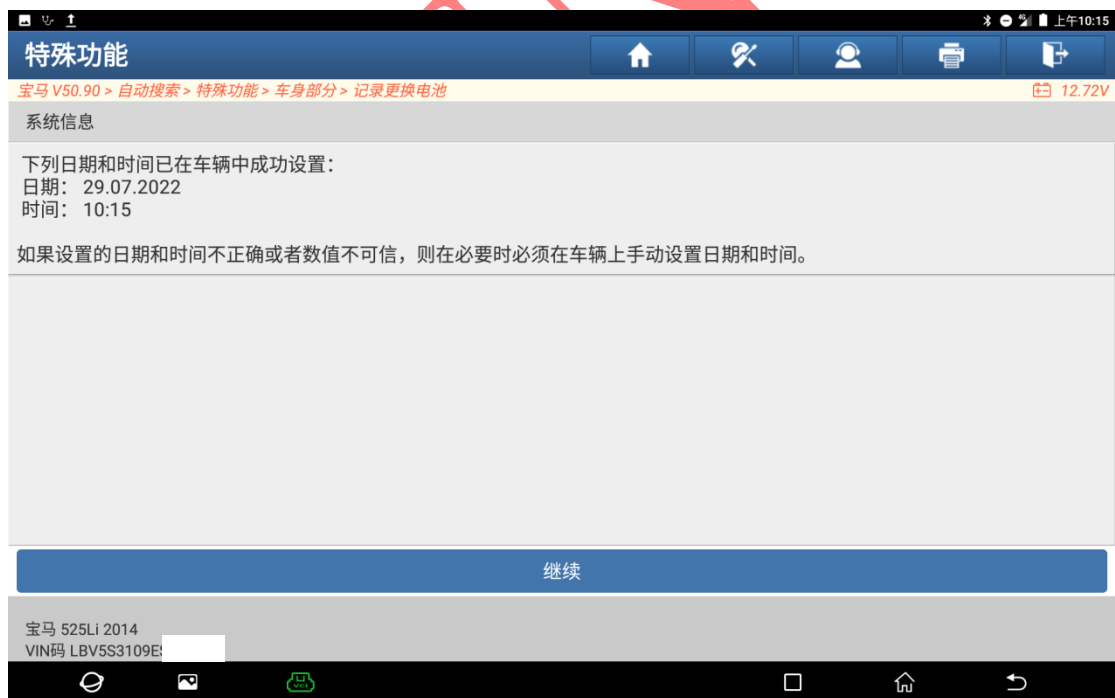 上午10:15
特殊功能
宝马 V50.90 > 自动搜索 > 特殊功能 > 车身部分 > 记录更换电池
12.72V
系统信息
下列日期和时间已在车辆中成功设置：
日期： 29.07.2022
时间： 10:15
如果设置的日期和时间不正确或者数值不可信，则在必要时必须在车辆上手动设置日期和时间。
继续
宝马 525Li 2014
VIN码 LBV5S3109E
VCI